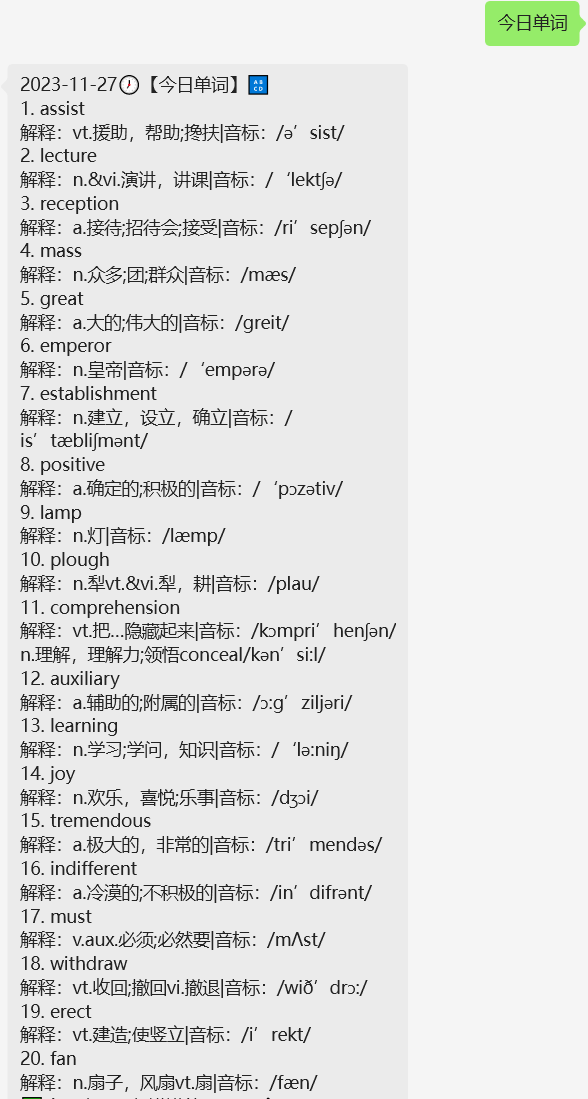 今日单词
2023-11-27🕖【今日单词】🔠
1. assist
解释：vt.援助，帮助;搀扶|音标：/ə’sist/
2. lecture
解释：n.&vi.演讲，讲课|音标：/‘lektʃə/
3. reception
解释：a.接待;招待会;接受|音标：/ri’sepʃən/
4. mass
解释：n.众多;团;群众|音标：/mæs/
5. great
解释：a.大的;伟大的|音标：/greit/
6. emperor
解释：n.皇帝|音标：/‘empərə/
7. establishment
解释：n.建立，设立，确立|音标：/
is’tæbliʃmənt/
8. positive
解释：a.确定的;积极的|音标：/‘pɔzətiv/
9. lamp
解释：n.灯|音标：/læmp/
10. plough
解释：n.犁vt.&vi.犁，耕|音标：/plau/
11. comprehension
解释：vt.把...隐藏起来|音标：/kɔmpri’henʃən/
n.理解，理解力;领悟conceal/kən’si:l/
12. auxiliary
解释：a.辅助的;附属的|音标：/ɔ:g’ziljəri/
13. learning
解释：n.学习;学问，知识|音标：/‘lə:niŋ/
14. joy
解释：n.欢乐，喜悦;乐事|音标：/dʒɔi/
15. tremendous
解释：a.极大的，非常的|音标：/tri’mendəs/
16. indifferent
解释：a.冷漠的;不积极的|音标：/in’difrənt/
17. must
解释：v.aux.必须;必然要|音标：/mΛst/
18. withdraw
解释：vt.收回;撤回vi.撤退|音标：/wið’drɔ:/
19. erect
解释：vt.建造;使竖立|音标：/i’rekt/
20. fan
解释：n.扇子，风扇vt.扇|音标：/fæn/